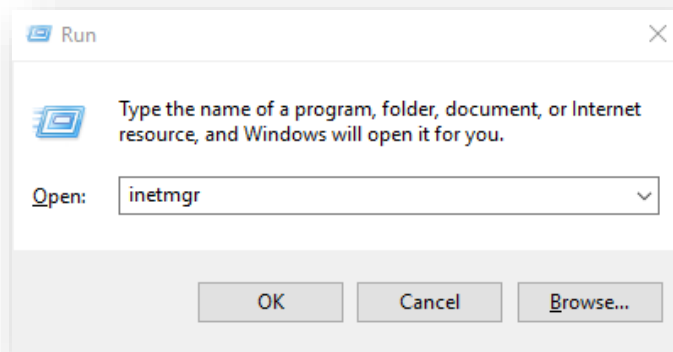 Run
Type the name of a program, folder, document, or Internet
resource, and Windows will open it for you.
Open: inetmgr
OK Cancel Browse...